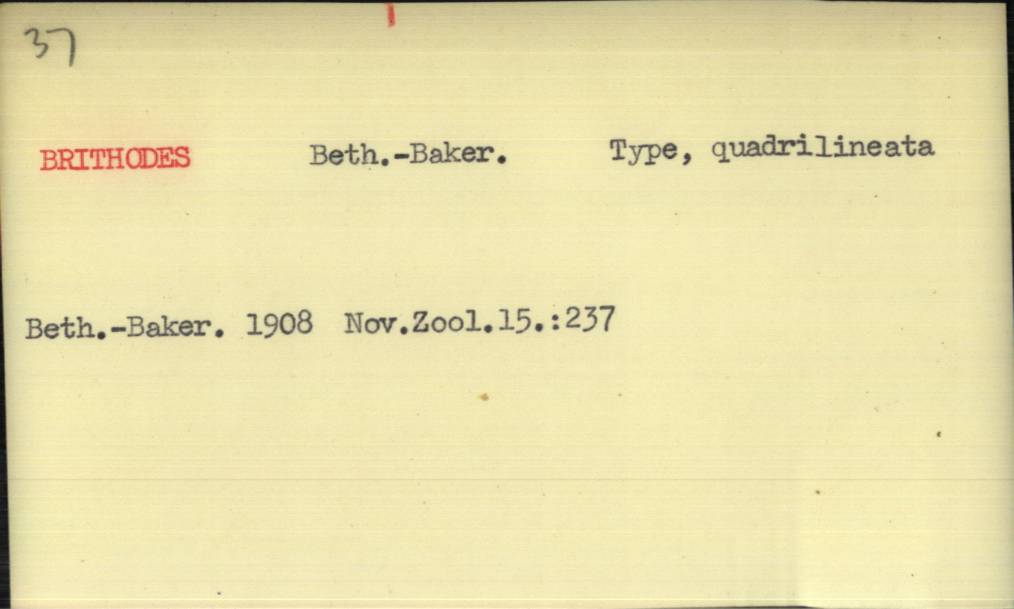 37
BRITHODES Beth.-Baker. Type, quadrilineata
Beth.-Baker. 1908 Nov.Zool.15.:237